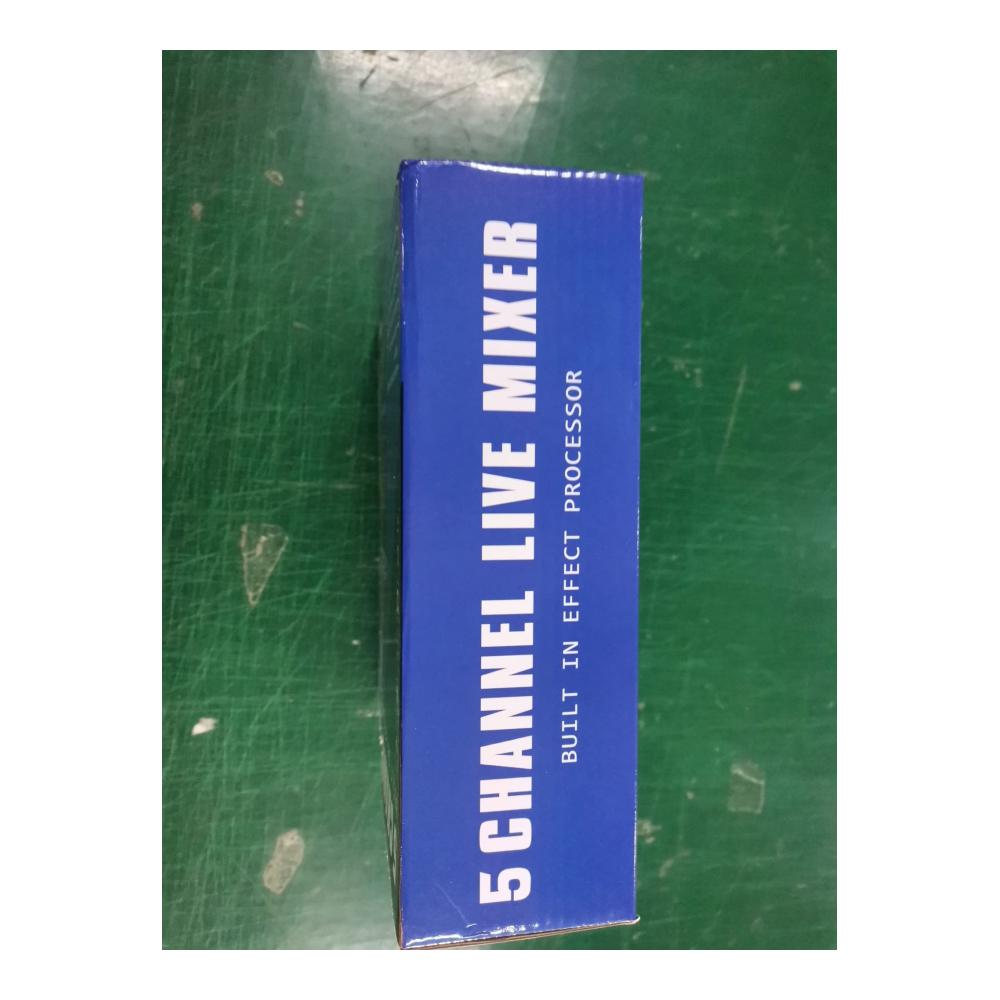 5 CHANNEL LIVE MIXER
BUILT IN EFFECT PROCESSOR